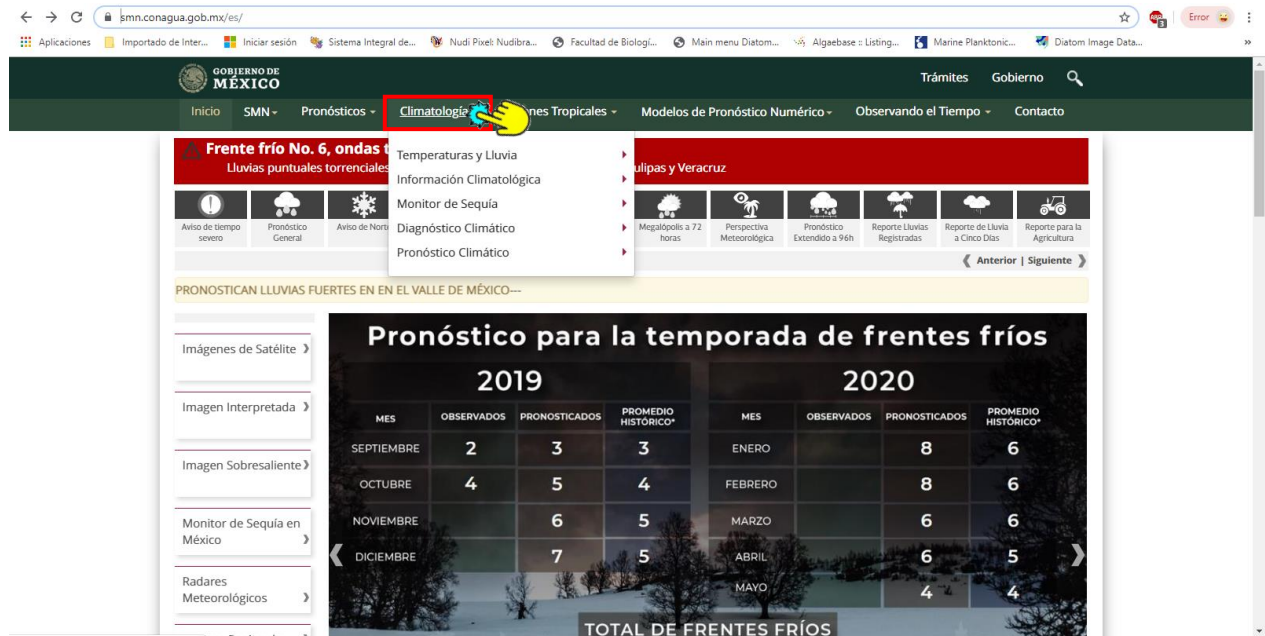 smn.conagua.gob.mx/es/
Error
Aplicaciones
Importado de Inter...
Iniciar sesión
Sistema Integral de...
Nudi Pixel: Nudibra...
Facultad de Biologí...
Main menu Diatom...
Algaebase :: Listing...
Marine Planktonic...
Diatom Image Data...
»
GOBIERNO DE
MÉXICO
Trámites Gobierno
Inicio SMN Pronósticos Climatología nes Tropicales Modelos de Pronóstico Numérico Observando el Tiempo Contacto
Temperaturas y Lluvia
Información Climatológica
Monitor de Sequía
Diagnóstico Climático
Pronóstico Climático
Frente frío No. 6, ondas t
Lluvias puntuales torrenciales ulipas y Veracruz
Aviso de tiempo
severo
Pronóstico
General
Aviso de Nort
Megalópolis a 72
horas
Perspectiva
Meteorológica
Pronóstico
Extendido a 96h
Reporte Lluvias
Registradas
Reporte de Lluvia
a Cinco Días
Reporte para la
Agricultura
❰ Anterior | Siguiente ❱
PRONOSTICAN LLUVIAS FUERTES EN EN EL VALLE DE MÉXICO---
Imágenes de Satélite ❱
Imagen Interpretada ❱
Imagen Sobresaliente ❱
Monitor de Sequía en
México ❱
Radares
Meteorológicos ❱
Pronóstico para la temporada de frentes fríos
2019
MES OBSERVADOS PRONOSTICADOS PROMEDIO
HISTÓRICO*
SEPTIEMBRE 2 3 3
OCTUBRE 4 5 4
NOVIEMBRE 6 5
DICIEMBRE 7 5
2020
MES OBSERVADOS PRONOSTICADOS PROMEDIO
HISTÓRICO*
ENERO 8 6
FEBRERO 8 6
MARZO 6 6
ABRIL 6 5
MAYO 4 4
TOTAL DE FRENTES FRÍOS